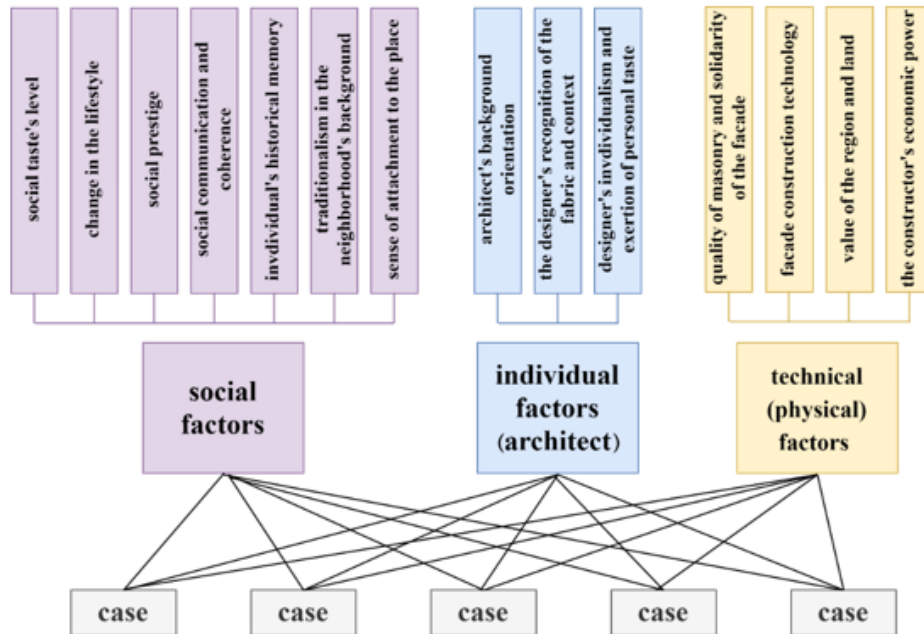 social taste's level
change in the lifestyle
social prestige
social communication and
coherence
invdividual's historical memory
traditionalism in the
neighborhood's background
sense of attachment to the place
architect's background
orientation
the designer's recognition of the
fabric and context
designer's invdividualism and
exertion of personal taste
quality of masonry and solidarity
of the facade
facade construction technology
value of the region and land
the constructor's economic power
social
factors
individual
factors
(architect)
technical
(physical)
factors
case
case
case
case
case